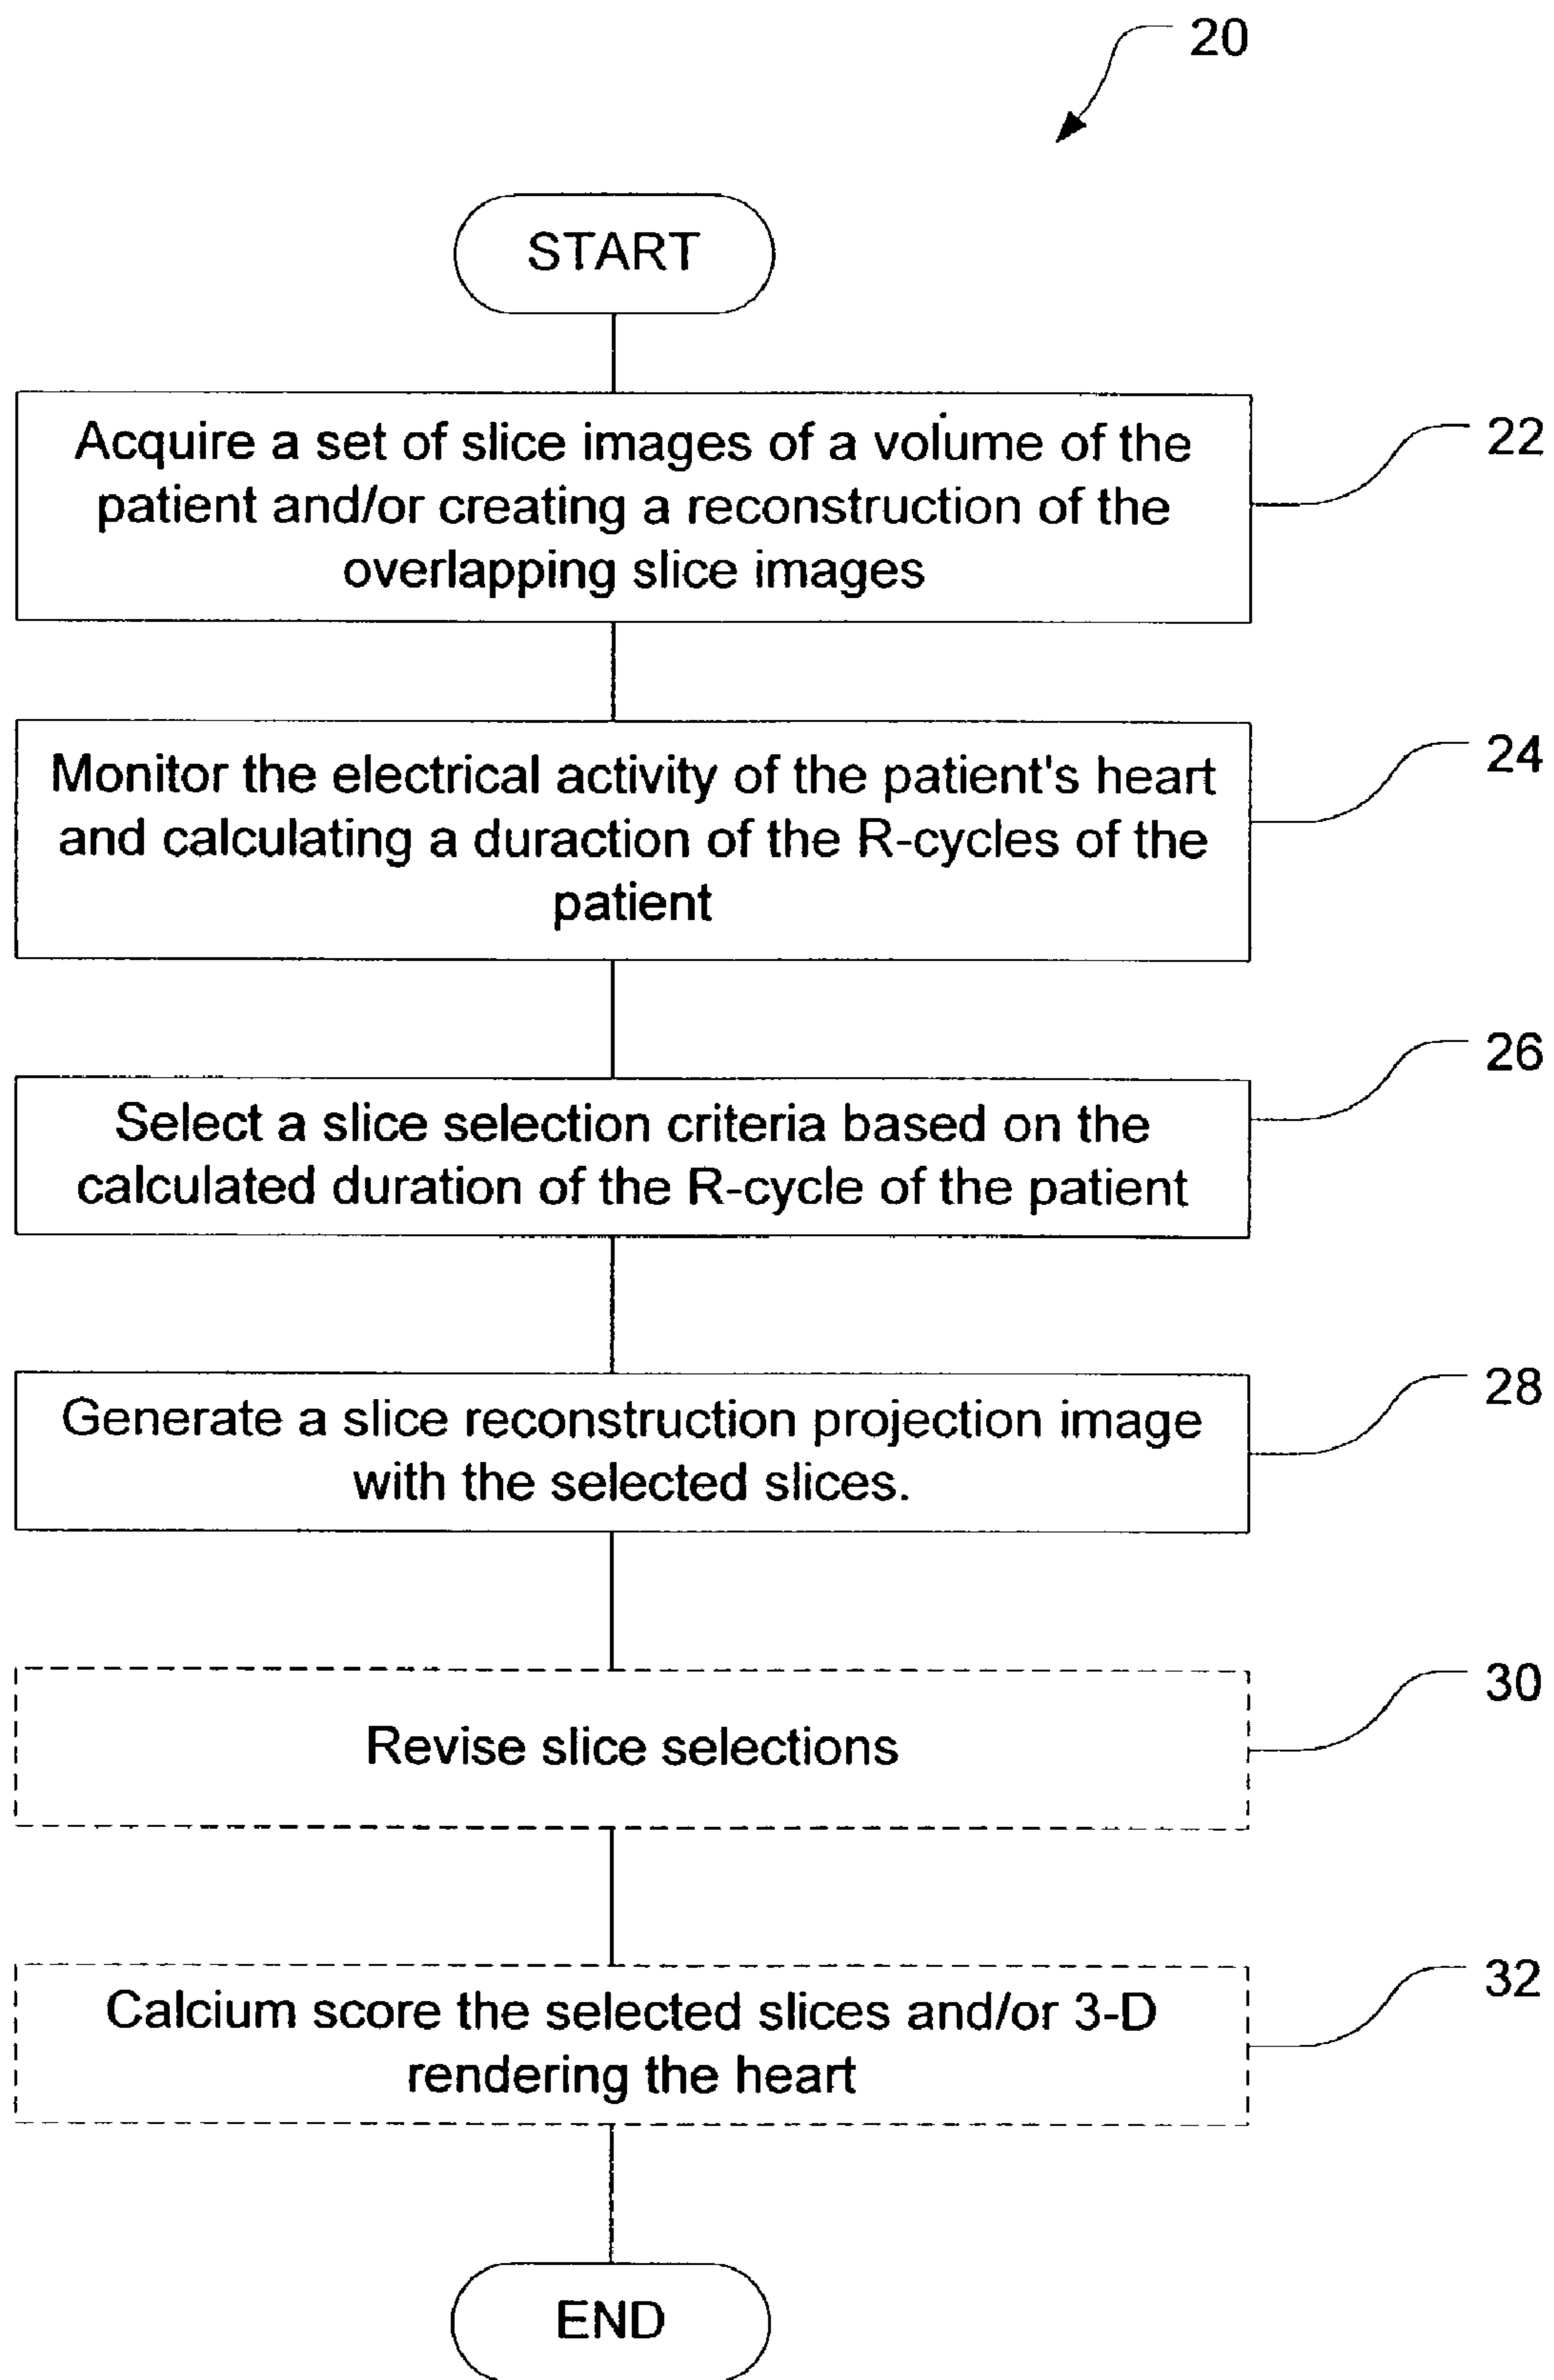 20
START
Acquire a set of slice images of a volume of the
patient and/or creating a reconstruction of the
overlapping slice images
22
Monitor the electrical activity of the patient's heart
and calculating a duraction of the R-cycles of the
patient
24
Select a slice selection criteria based on the
calculated duration of the R-cycle of the patient
26
Generate a slice reconstruction projection image
with the selected slices.
28
Revise slice selections
30
Calcium score the selected slices and/or 3-D
rendering the heart
32
END